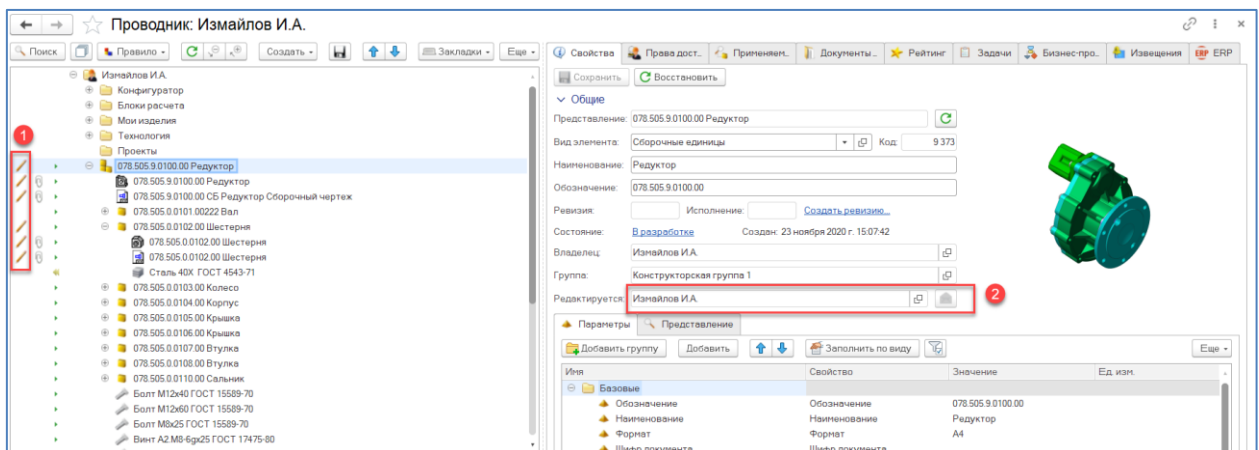 Проводник: Измайлов И.А.
Поиск Правило Создать Закладки Еще
Измайлов И.А.
Конфигуратор
Блоки расчета
Мои изделия
1
Технология
Проекты
078.505.9.0100.00 Редуктор
078.505.9.0100.00 Редуктор
078.505.9.0100.00 СБ Редуктор Сборочный чертеж
078.505.0.0101.00222 Вал
078.505.0.0102.00 Шестерня
078.505.0.0102.00 Шестерня
078.505.0.0102.00 Шестерня
Сталь 40Х ГОСТ 4543-71
078.505.0.0103.00 Колесо
078.505.0.0104.00 Корпус
078.505.0.0105.00 Крышка
078.505.0.0106.00 Крышка
078.505.0.0107.00 Втулка
078.505.0.0108.00 Втулка
078.505.0.0110.00 Сальник
Болт М12х40 ГОСТ 15589-70
Болт М12х60 ГОСТ 15589-70
Болт М8х25 ГОСТ 15589-70
Винт А2.М8-6gх25 ГОСТ 17475-80
Свойства Права дост... Применяем... Документы... Рейтинг Задачи Бизнес-про... Извещения ERP ERP
Сохранить Восстановить
Общие
Представление: 078.505.9.0100.00 Редуктор
Вид элемента: Сборочные единицы Код: 9 373
Наименование: Редуктор
Обозначение: 078.505.9.0100.00
Ревизия: Исполнение: Создать ревизию...
Состояние: В разработке Создан: 23 ноября 2020 г. 15:07:42
Владелец: Измайлов И.А.
Группа: Конструкторская группа 1
Редактируется: Измайлов И.А. 2
Параметры Представление
Добавить группу Добавить Заполнить по виду Еще
Имя Свойство Значение Ед. изм.
Базовые
Обозначение Обозначение 078.505.9.0100.00
Наименование Наименование Редуктор
Формат Формат А4
Шифр документа Шифр документа